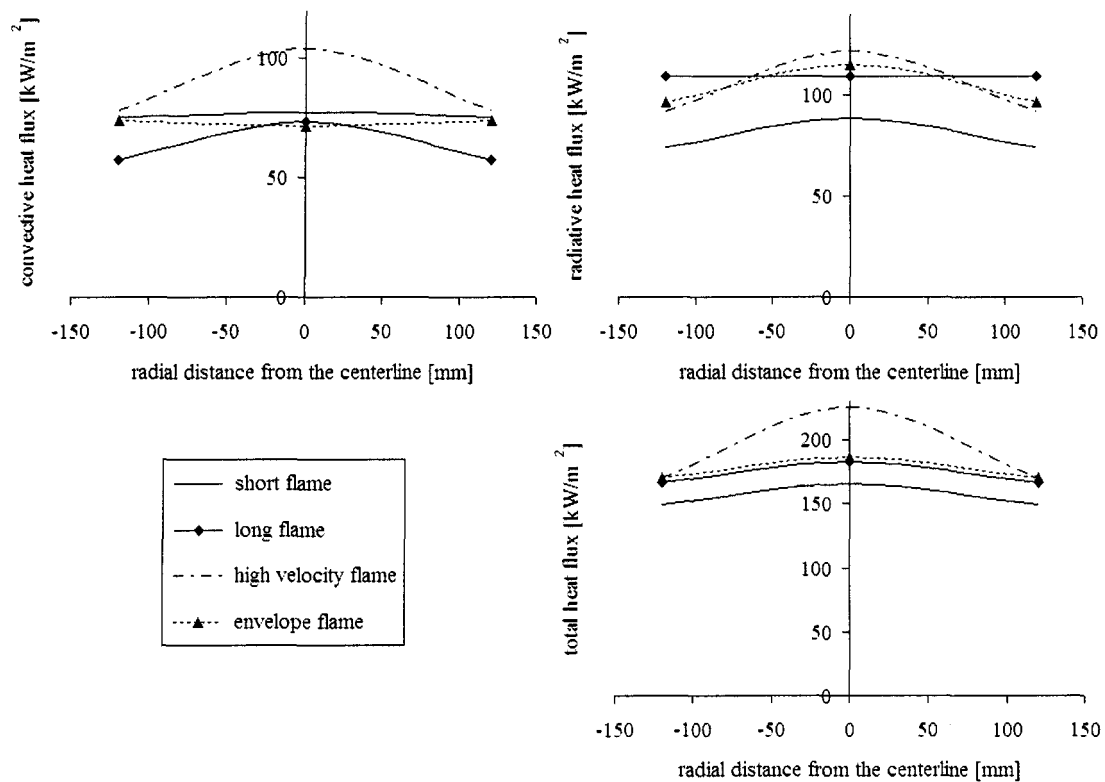 convective heat flux [kW/m²]
100
50
0
-150 -100 -50 0 50 100 150
radial distance from the centerline [mm]
radiative heat flux [kW/m²]
100
50
0
-150 -100 -50 0 50 100 150
radial distance from the centerline [mm]
short flame
long flame
high velocity flame
envelope flame
total heat flux [kW/m²]
200
150
100
50
0
-150 -100 -50 0 50 100 150
radial distance from the centerline [mm]